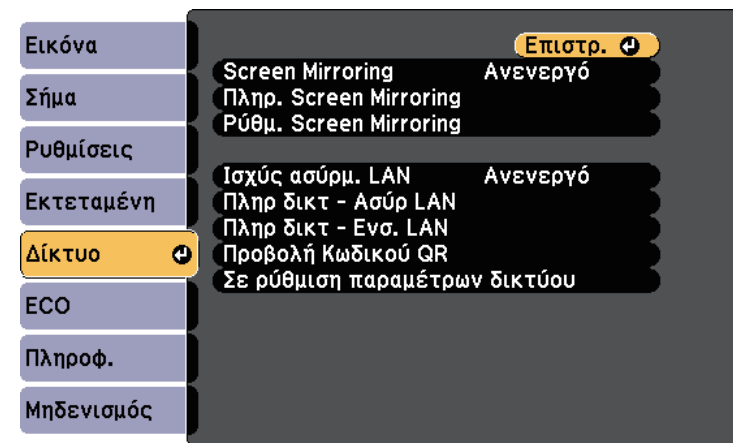 Εικόνα
Σήμα
Ρυθμίσεις
Εκτεταμένη
Δίκτυο
ECO
Πληροφ.
Μηδενισμός
Επιστρ.
Screen Mirroring Ανενεργό
Πληρ. Screen Mirroring
Ρύθμ. Screen Mirroring
Ισχύς ασύρμ. LAN Ανενεργό
Πληρ δικτ - Ασύρ LAN
Πληρ δικτ - Ενσ. LAN
Προβολή Κωδικού QR
Σε ρύθμιση παραμέτρων δικτύου